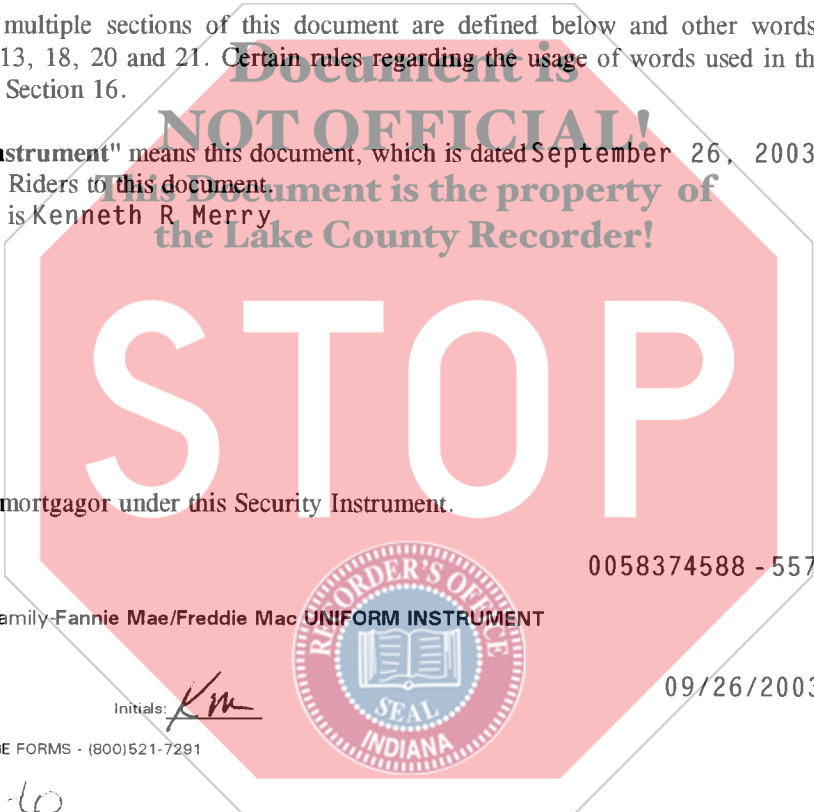 multiple sections of this document are defined below and other words
13, 18, 20 and 21. Certain rules regarding the usage of words used in th
Section 16.
Document is
NOT OFFICIAL!
This Document is the property of
the Lake County Recorder!
nstrument" means this document, which is dated September 26, 2003
Riders to this document.
is Kenneth R Merry
STOP
mortgagor under this Security Instrument.
0058374588 - 557
amily-Fannie Mae/Freddie Mac UNIFORM INSTRUMENT
RECORDER'S OFFICE
SEAL
INDIANA
09/26/2003
Initials: Krm
GE FORMS - (800)521-7291